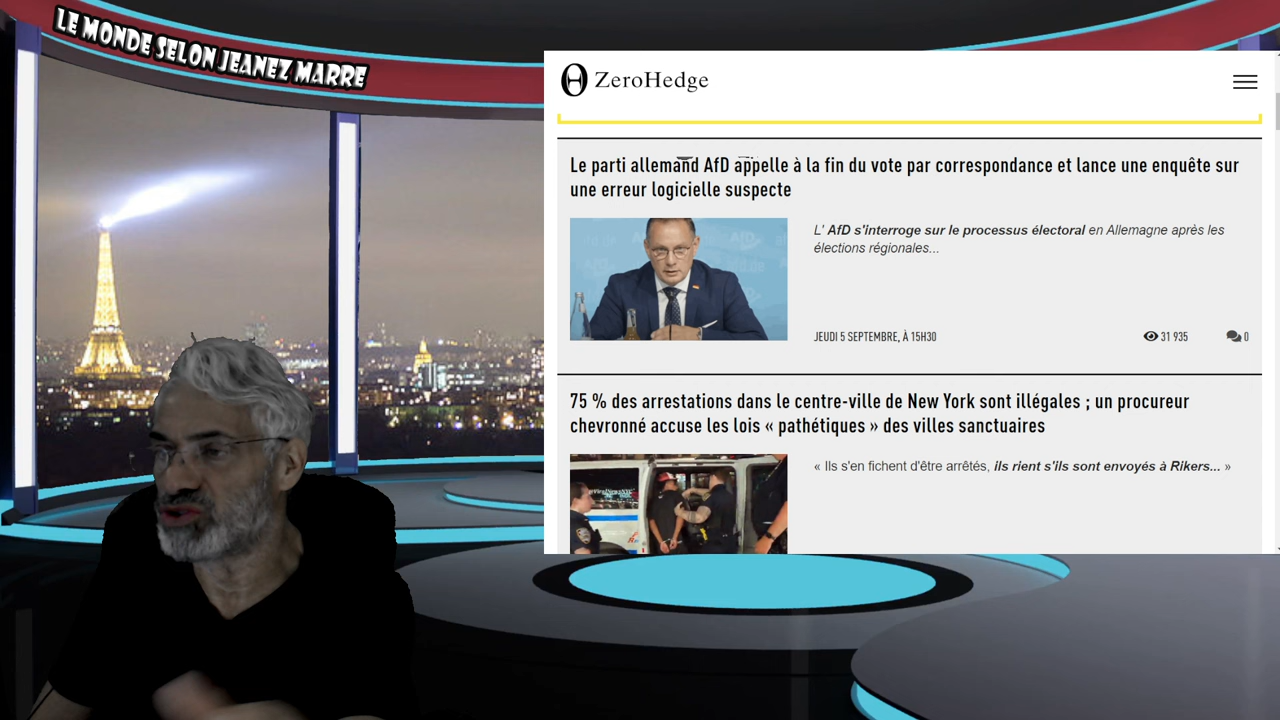 LE MONDE SELON JEANEZ MARRE
ZeroHedge
Le parti allemand AfD appelle à la fin du vote par correspondance et lance une enquête sur
une erreur logicielle suspecte
L' AfD s'interroge sur le processus électoral en Allemagne après les
élections régionales...
JEUDI 5 SEPTEMBRE, À 15H30
31 935
0
75 % des arrestations dans le centre-ville de New York sont illégales ; un procureur
chevronné accuse les lois « pathétiques » des villes sanctuaires
« Ils s'en fichent d'être arrêtés, ils rient s'ils sont envoyés à Rikers... »